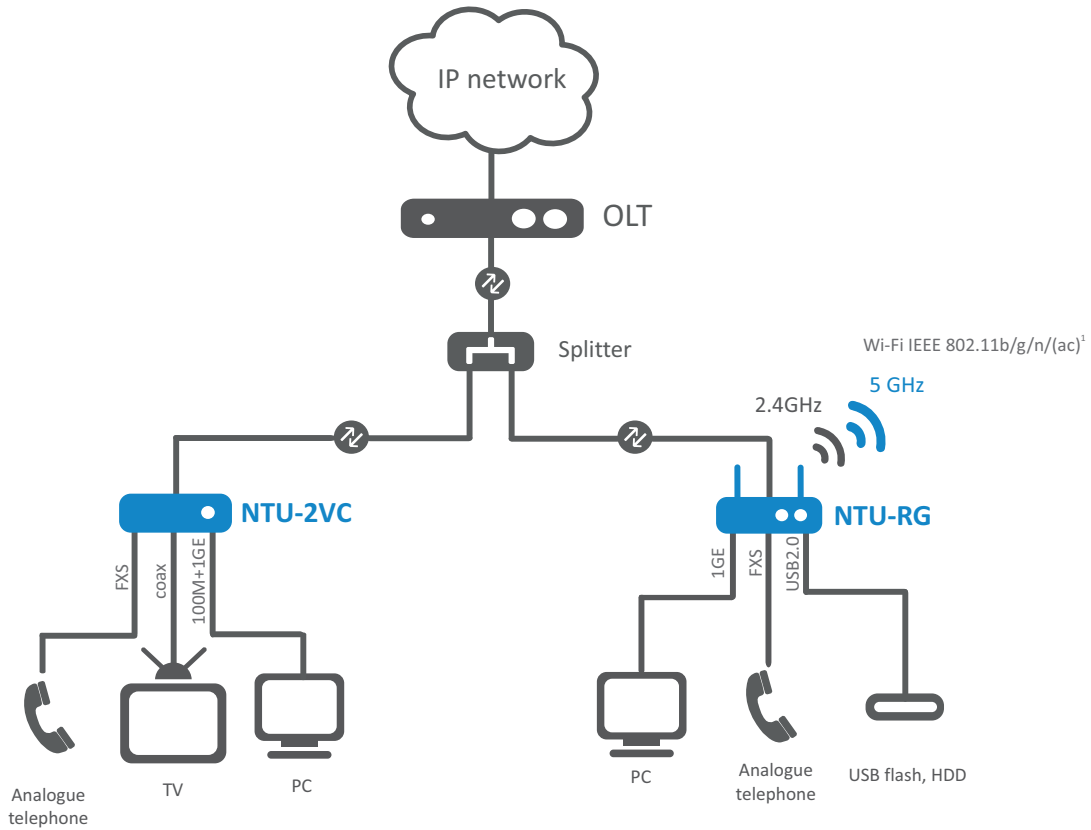 IP network
OLT
Splitter
Wi-Fi IEEE 802.11b/g/n/(ac)¹
5 GHz
2.4GHz
NTU-2VC
NTU-RG
FXS
coax
100M+1GE
1GE
FXS
USB2.0
Analogue
telephone
TV
PC
PC
Analogue
telephone
USB flash, HDD